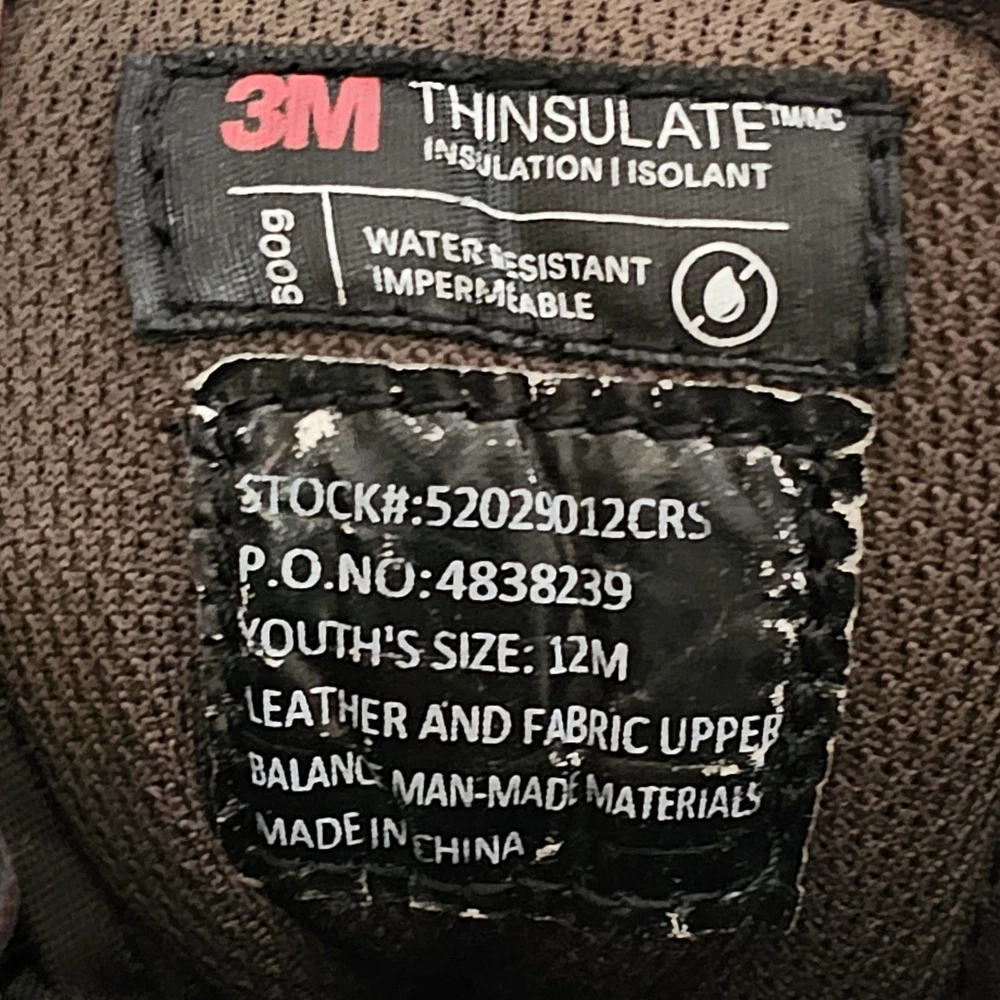 3M THINSULATE™MC
INSULATION | ISOLANT
600g
WATER RESISTANT
IMPERMÉABLE
STOCK#:52029012CRS
P.O.NO:4838239
YOUTH'S SIZE: 12M
LEATHER AND FABRIC UPPER
BALANCE MAN-MADE MATERIALS
MADE IN CHINA